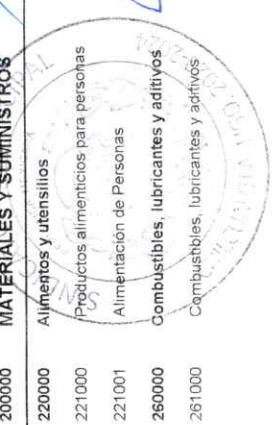 200000 MATERIALES Y SUMINISTROS
220000 Alimentos y utensilios
221000 Productos alimenticios para personas
221001 Alimentación de Personas
260000 Combustibles, lubricantes y aditivos
261000 Combustibles, lubricantes y aditivos